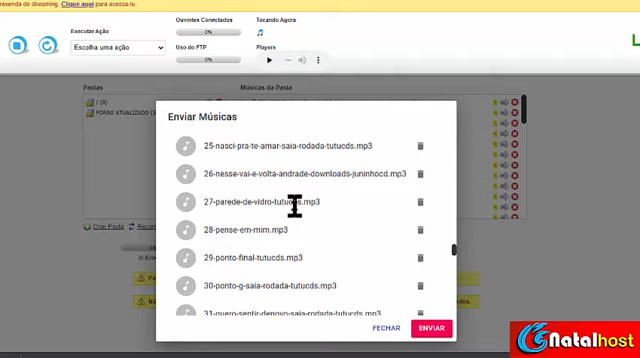 revenda de streaming. Clique aqui para acessa-lo.
Executar Ação
Escolha uma ação
Ouvintes Conectados
0%
Uso do FTP
0%
Tocando Agora
Players
Pastas
Músicas da Pasta
/ (0)
FORRO ATUALIZADO (5
Enviar Músicas
25-nasci-pra-te-amar-saia-rodada-tutucds.mp3
26-nesse-vai-e-volta-andrade-downloads-juninhocd.mp3
27-parede-de-vidro-tutucds.mp3
28-pense-em-mim.mp3
29-ponto-final-tutucds.mp3
30-ponto-g-saia-rodada-tutucds.mp3
31-quero-sentir-denovo-saia-rodada-tutucds.mp3
FECHAR
ENVIAR
Criar Pasta
Natalhost